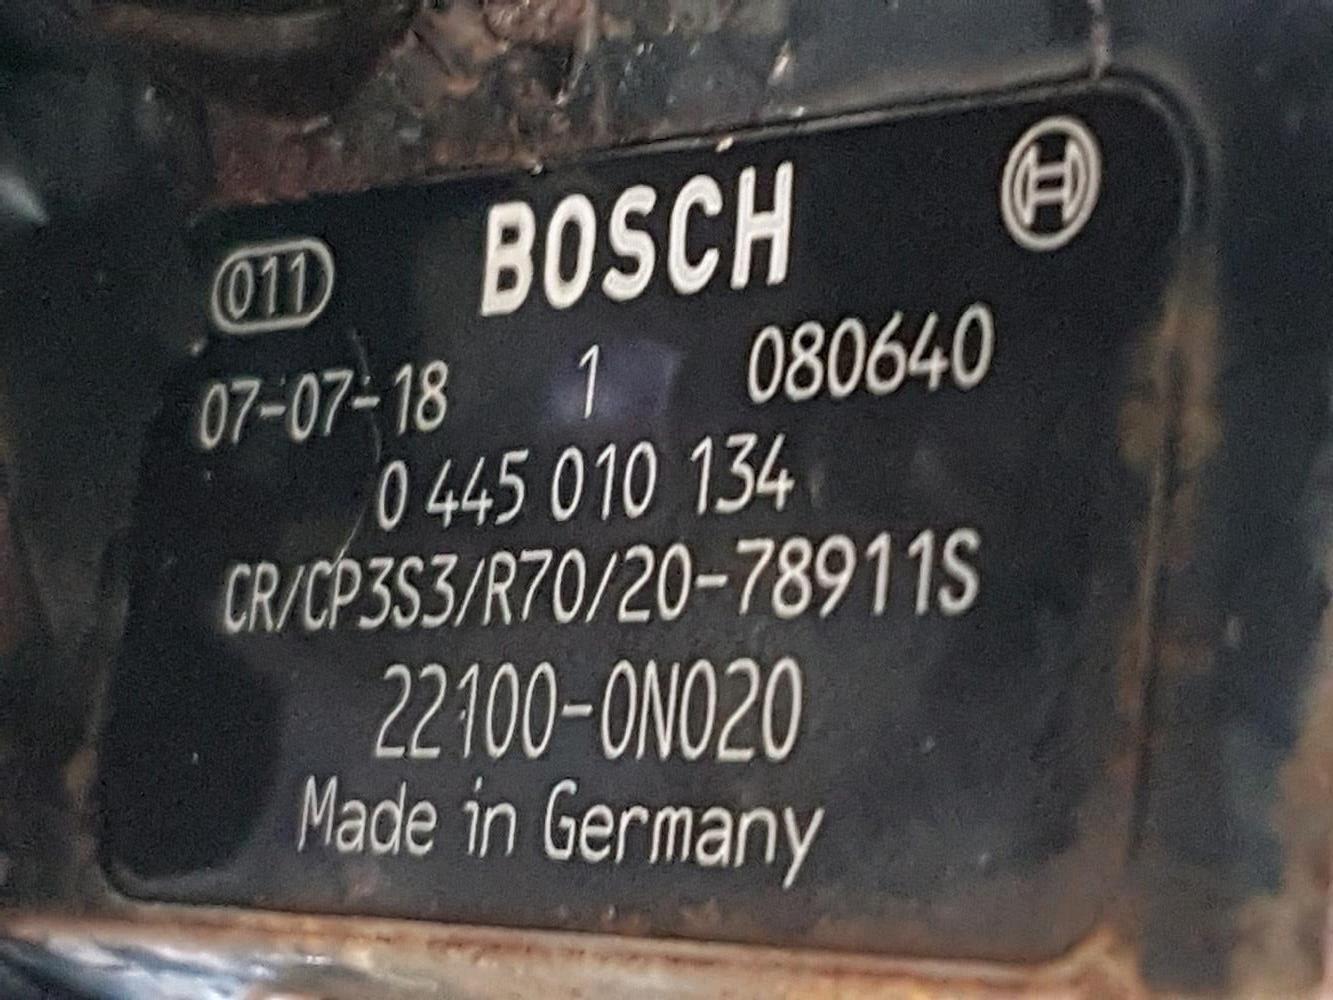 BOSCH
011
07-07-18 1 080640
0 445 010 134
CR/CP3S3/R70/20-78911S
22100-0N020
Made in Germany